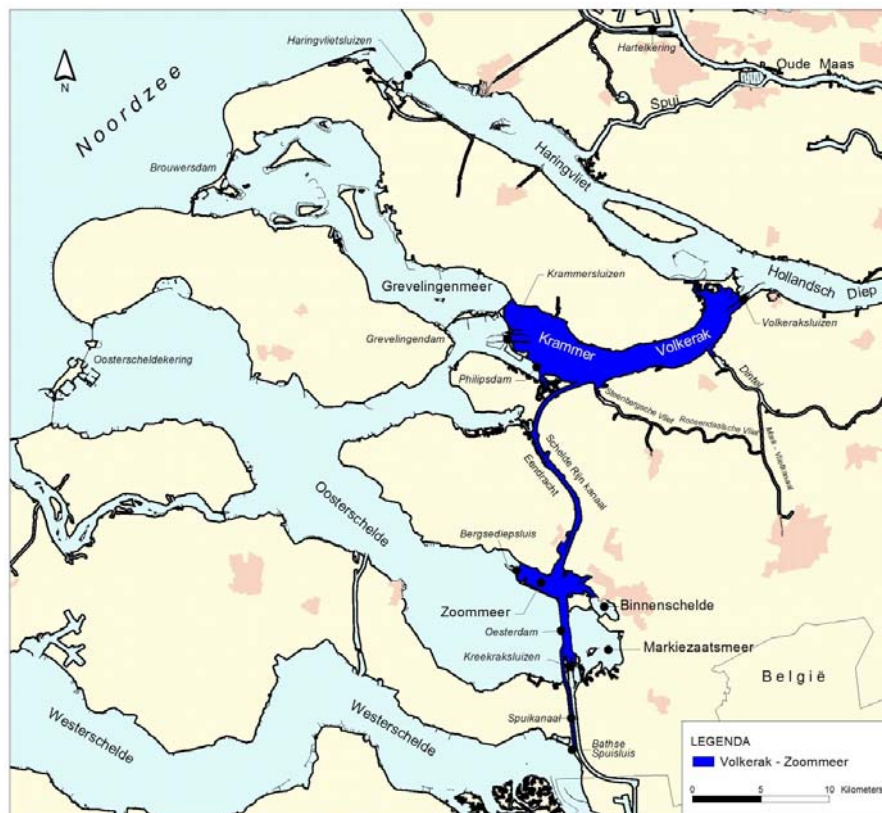 Haringvlietsluizen
Hartelkering
Oude Maas
N
Noordzee
Spui
Brouwersdam
Haringvliet
Krammersluizen
Hollandsch Diep
Grevelingenmeer
Volkeraksluizen
Grevelingendam
Krammer
Volkerak
Oosterscheldekering
Philipsdam
Dintel
Steenbergsche Vliet
Roosendaalsche Vliet
Mark - Vlietkanaal
Schelde Rijn kanaal
Eendracht
Oosterschelde
Bergsediepsluis
Zoommeer
Binnenschelde
Oesterdam
Markiezaatsmeer
Kreekraksluizen
België
Westerschelde
Westerschelde
Spuikanaal
Bathse
Spuisluis
LEGENDA
Volkerak - Zoommeer
0 5 10 Kilometers